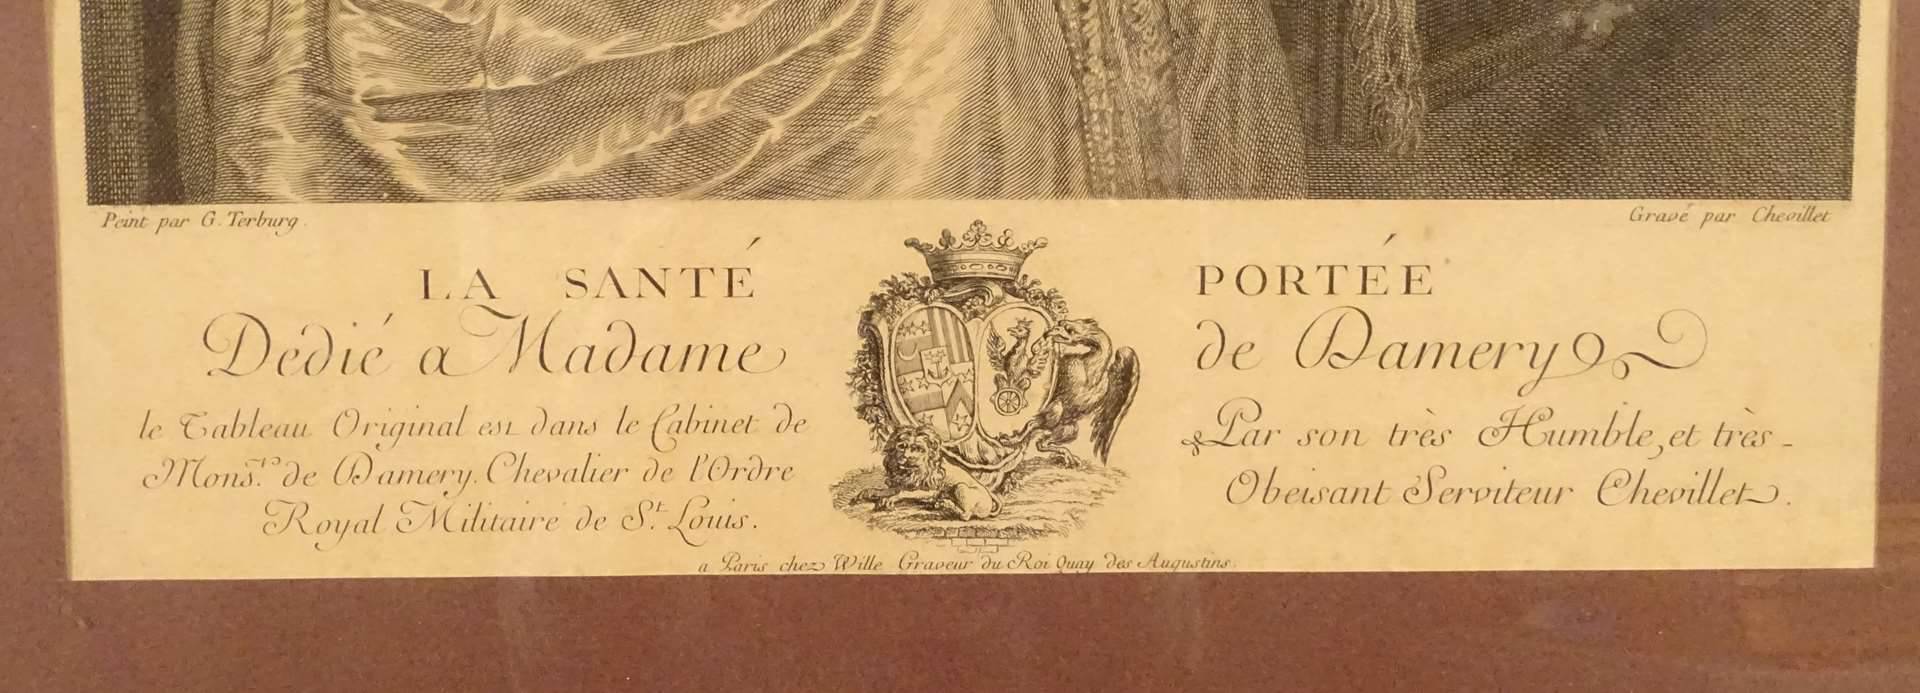 Peint par G. Terburg.
Gravé par Chevillet
LA SANTÉ PORTÉE
Dedié a Madame de Damery
le Tableau Original est dans le Cabinet de
Mons.r de Damery. Chevalier de l'Ordre
Royal Militaire de S.t Louis.
Par son très Humble, et très-
Obeisant Serviteur Chevillet.
a Paris chez Wille Graveur du Roi Quay des Augustins.